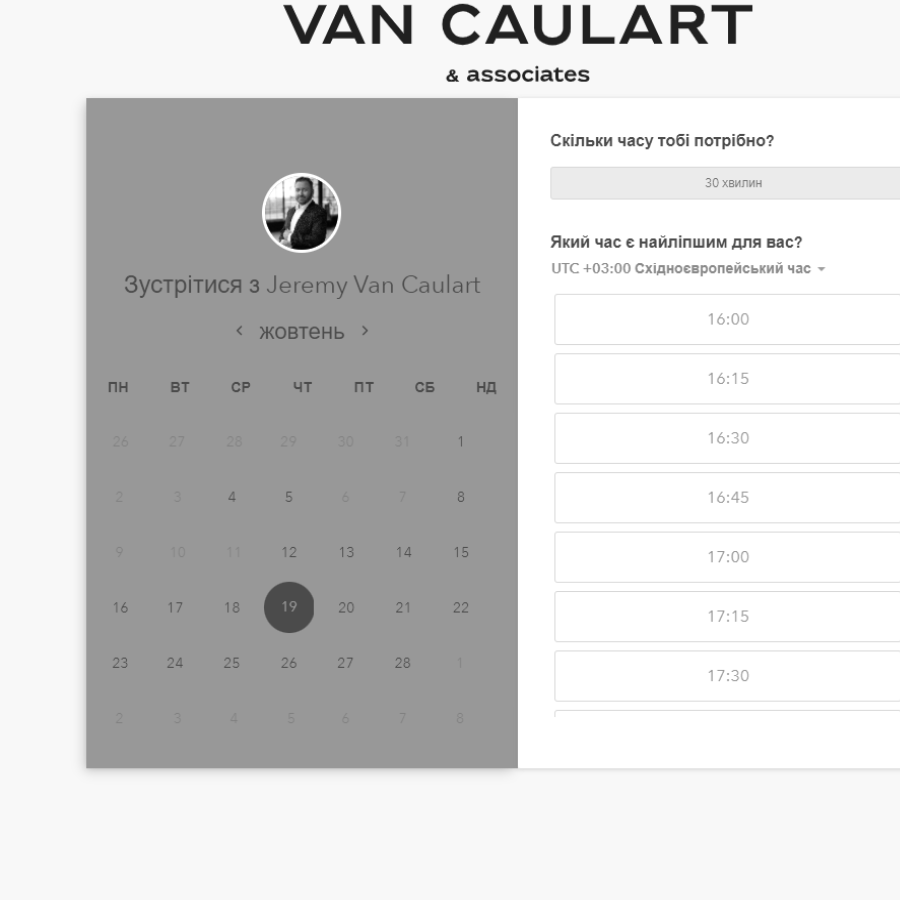 VAN CAULART
& associates
Зустрітися з Jeremy Van Caulart
жовтень
ПН ВТ СР ЧТ ПТ СБ НД
26 27 28 29 30 31 1
2 3 4 5 6 7 8
9 10 11 12 13 14 15
16 17 18 19 20 21 22
23 24 25 26 27 28 1
2 3 4 5 6 7 8
Скільки часу тобі потрібно?
30 хвилин
Який час є найліпшим для вас?
UTC +03:00 Східноєвропейський час
16:00
16:15
16:30
16:45
17:00
17:15
17:30